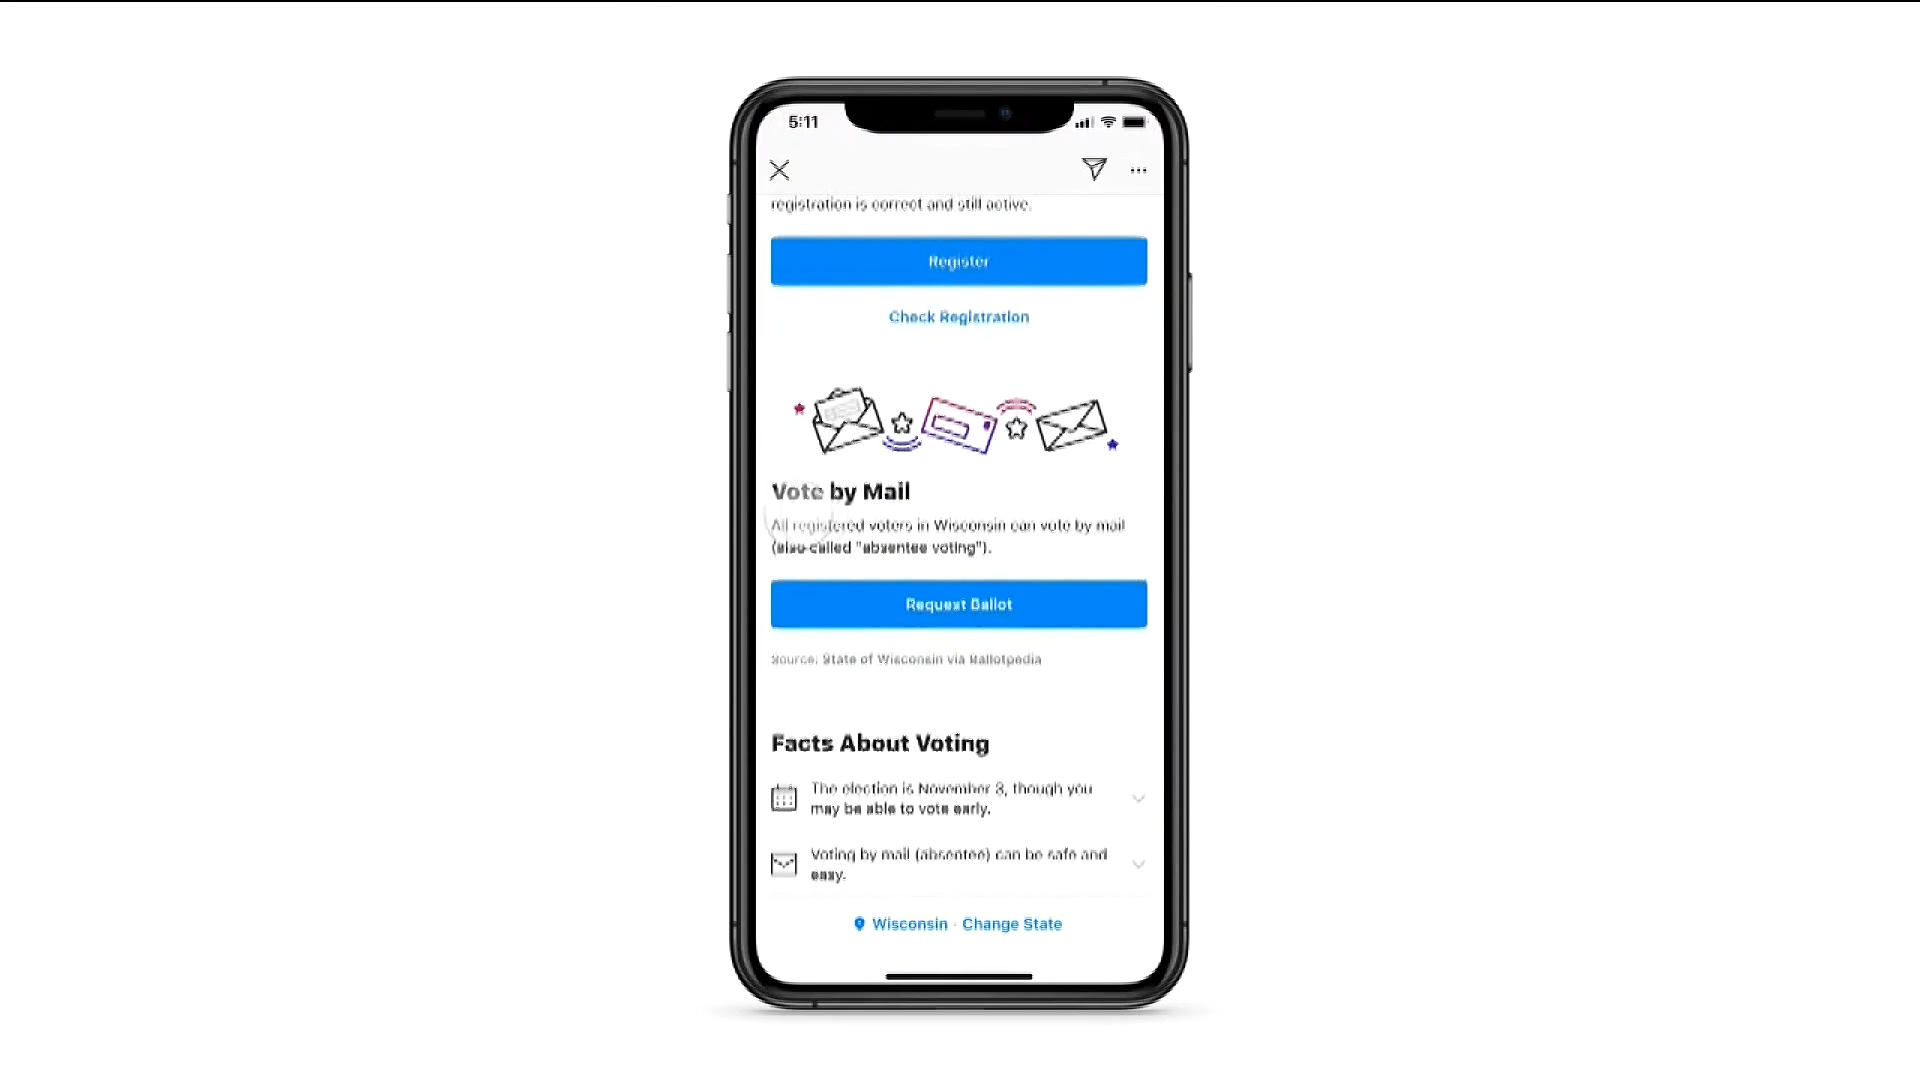 5:11
registration is correct and still active.
Register
Check Registration
Vote by Mail
All registered voters in Wisconsin can vote by mail
(also called "absentee voting").
Request Ballot
Source: State of Wisconsin via Ballotpedia
Facts About Voting
The election is November 3, though you
may be able to vote early.
Voting by mail (absentee) can be safe and
easy.
Wisconsin · Change State